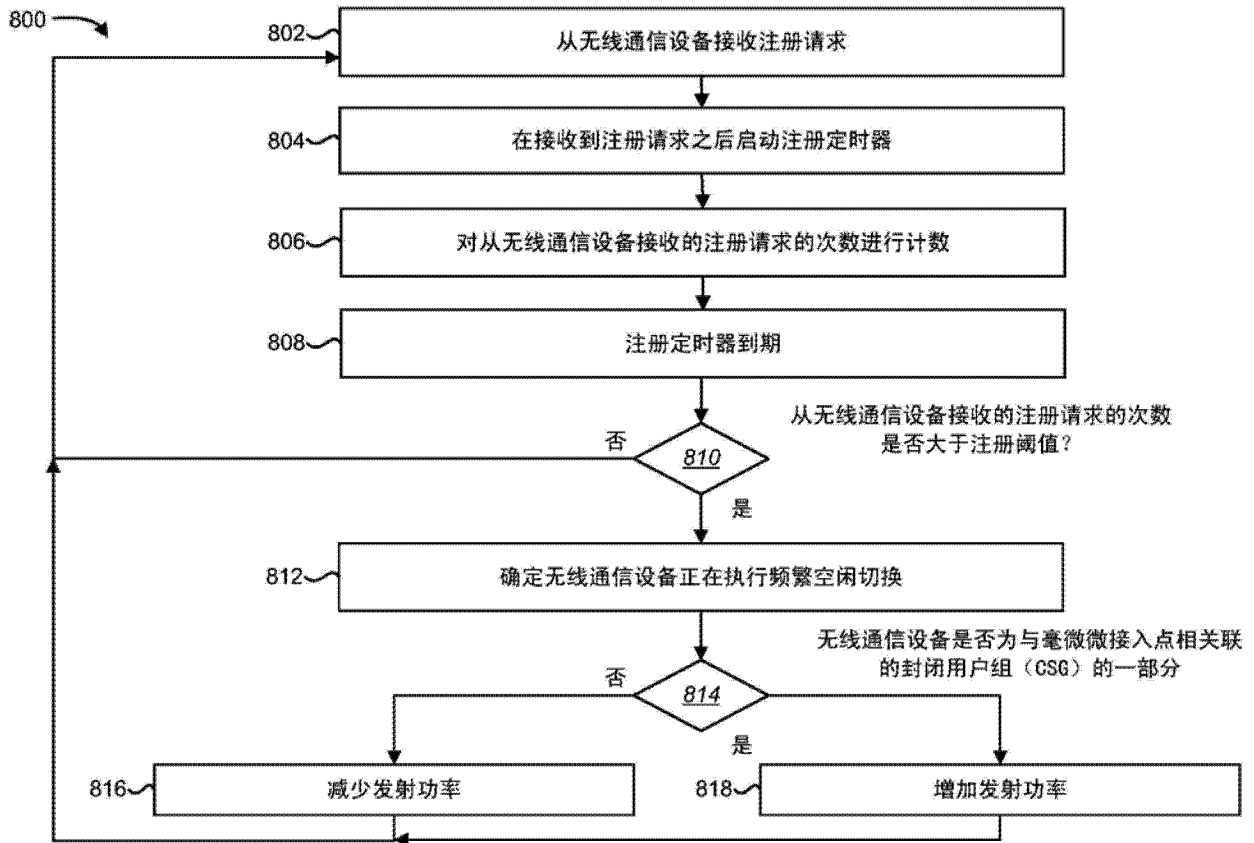 800
802
从无线通信设备接收注册请求
804
在接收到注册请求之后启动注册定时器
806
对从无线通信设备接收的注册请求的次数进行计数
808
注册定时器到期
从无线通信设备接收的注册请求的次数
是否大于注册阈值？
否
810
是
812
确定无线通信设备正在执行频繁空闲切换
无线通信设备是否为与毫微微接入点相关联
的封闭用户组（CSG）的一部分
否
814
是
816
减少发射功率
818
增加发射功率